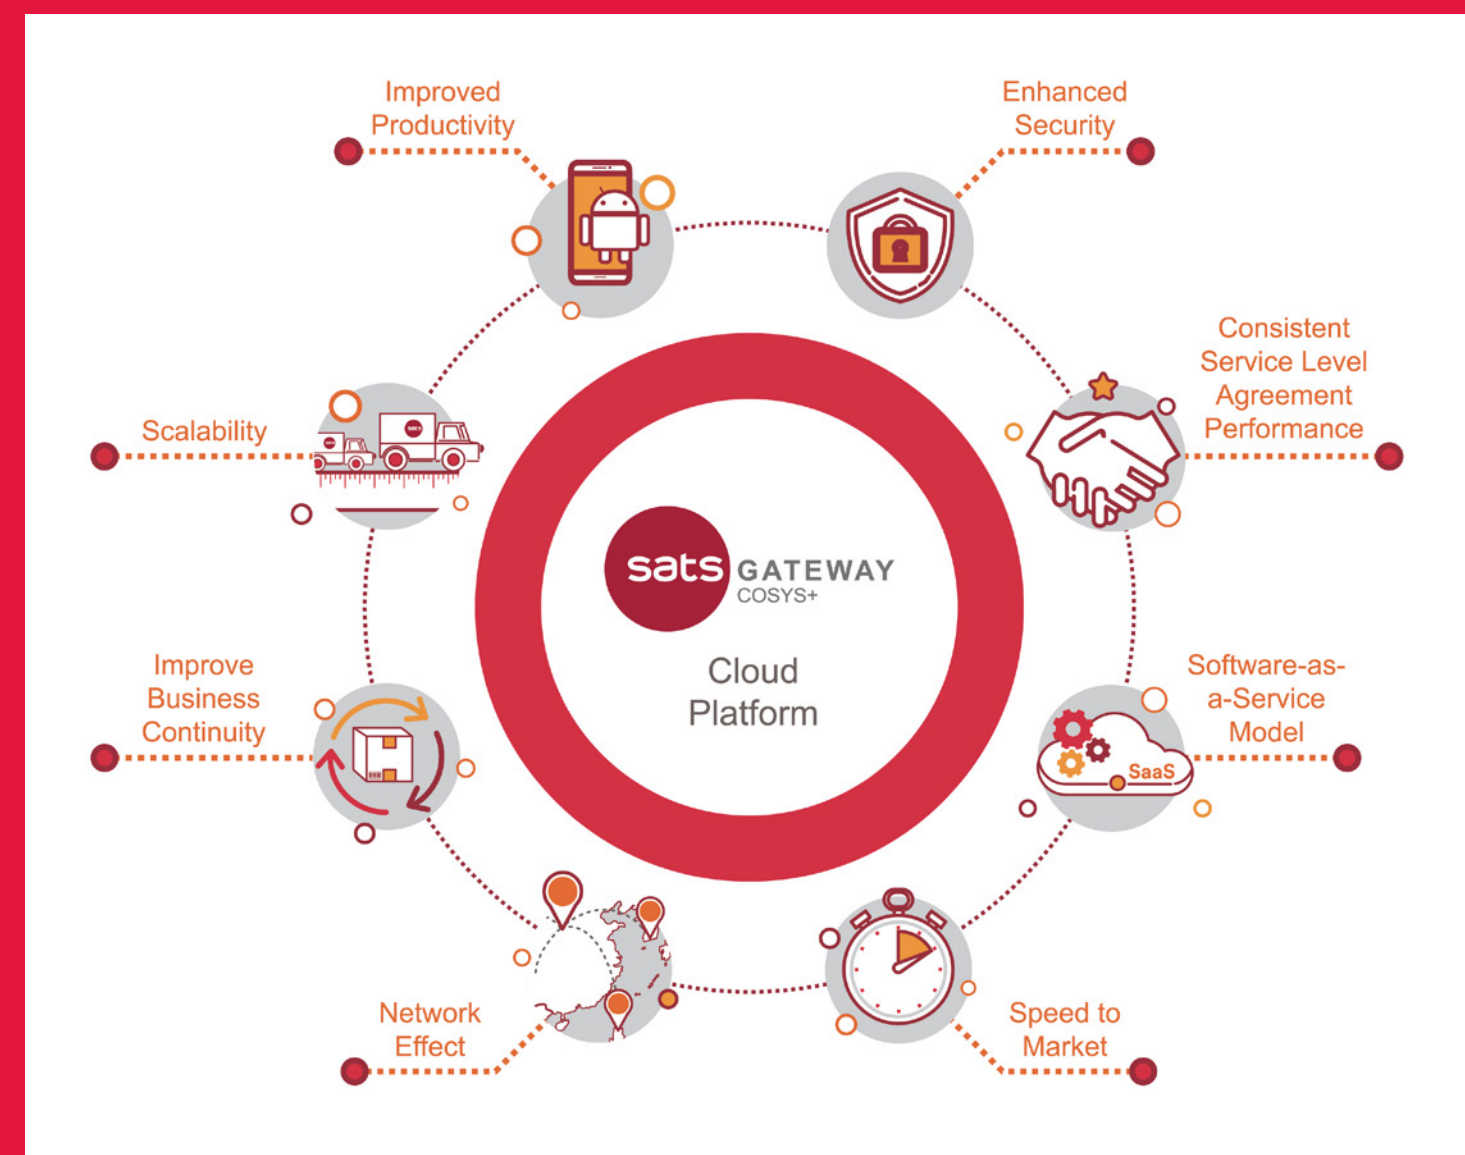 Improved
Productivity
Enhanced
Security
Consistent
Service Level
Agreement
Performance
Scalability
sats
sats GATEWAY
COSYS+
Cloud
Platform
Improve
Business
Continuity
Software-as-
a-Service
Model
SaaS
Network
Effect
Speed to
Market